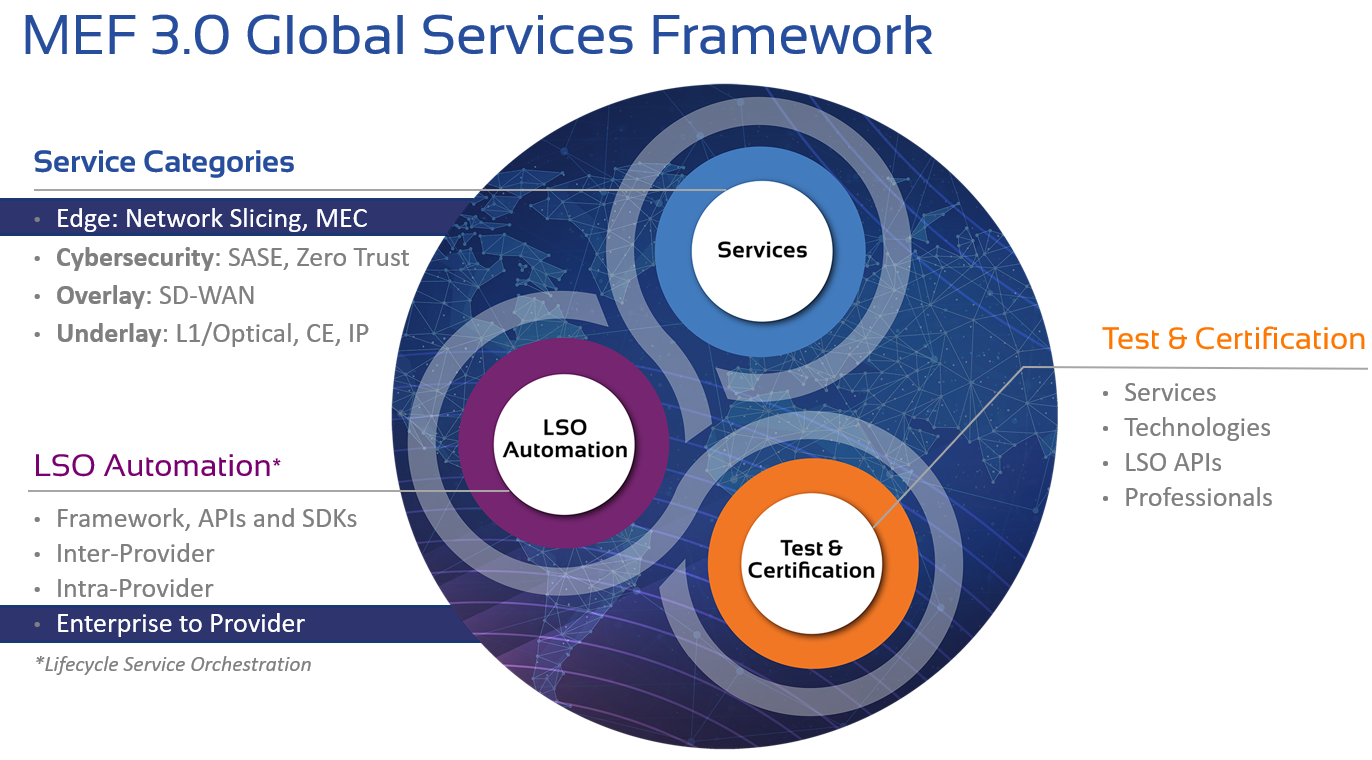 MEF 3.0 Global Services Framework
Service Categories
• Edge: Network Slicing, MEC
• Cybersecurity: SASE, Zero Trust
• Overlay: SD-WAN
• Underlay: L1/Optical, CE, IP
LSO Automation*
• Framework, APIs and SDKs
• Inter-Provider
• Intra-Provider
• Enterprise to Provider
*Lifecycle Service Orchestration
Services
LSO
Automation
Test &
Certification
Test & Certification
• Services
• Technologies
• LSO APIs
• Professionals